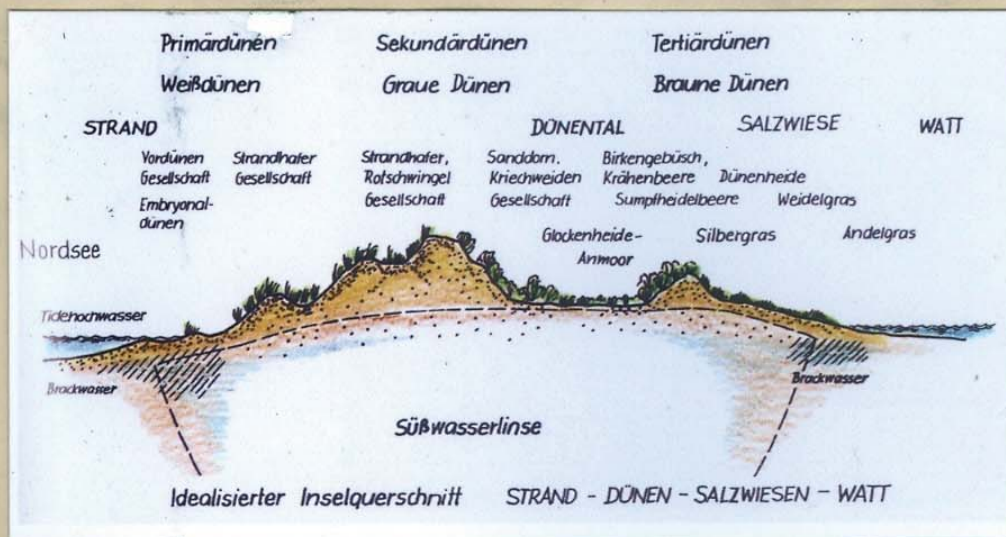 Primärdünen Sekundärdünen Tertiärdünen
Weißdünen Graue Dünen Braune Dünen
STRAND DÜNENTAL SALZWIESE WATT
Vordünen Strandhafer Strandhafer, Sanddorn. Birkengebüsch,
Gesellschaft Gesellschaft Rotschwingel Kriechweiden Krähenbeere Dünenheide
Embryonal- Gesellschaft Gesellschaft Sumpfheidelbeere Weidelgras
dünen
Glockenheide- Silbergras Andelgras
Anmoor
Nordsee
Tidehochwasser
Brackwasser Brackwasser
Süßwasserlinse
Idealisierter Inselquerschnitt STRAND - DÜNEN - SALZWIESEN - WATT